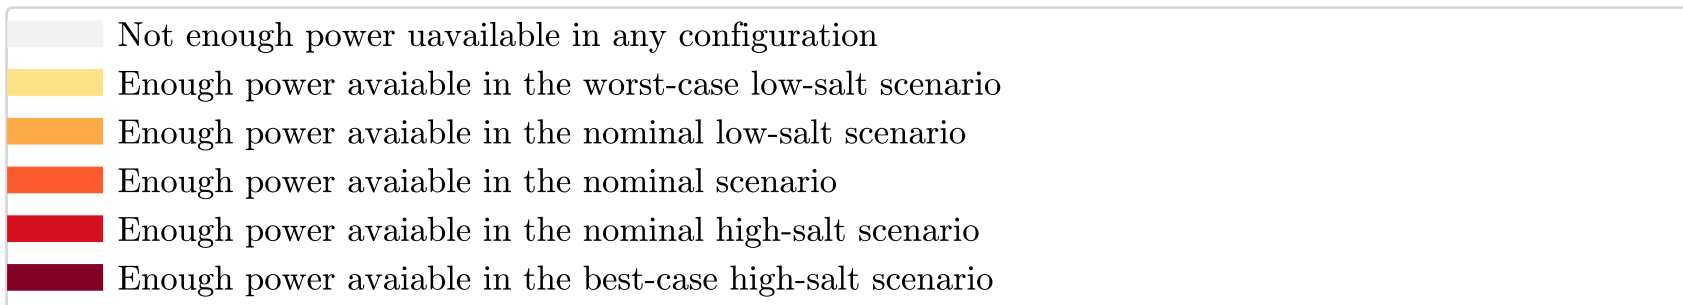 Not enough power uavailable in any configuration
Enough power avaiable in the worst-case low-salt scenario
Enough power avaiable in the nominal low-salt scenario
Enough power avaiable in the nominal scenario
Enough power avaiable in the nominal high-salt scenario
Enough power avaiable in the best-case high-salt scenario